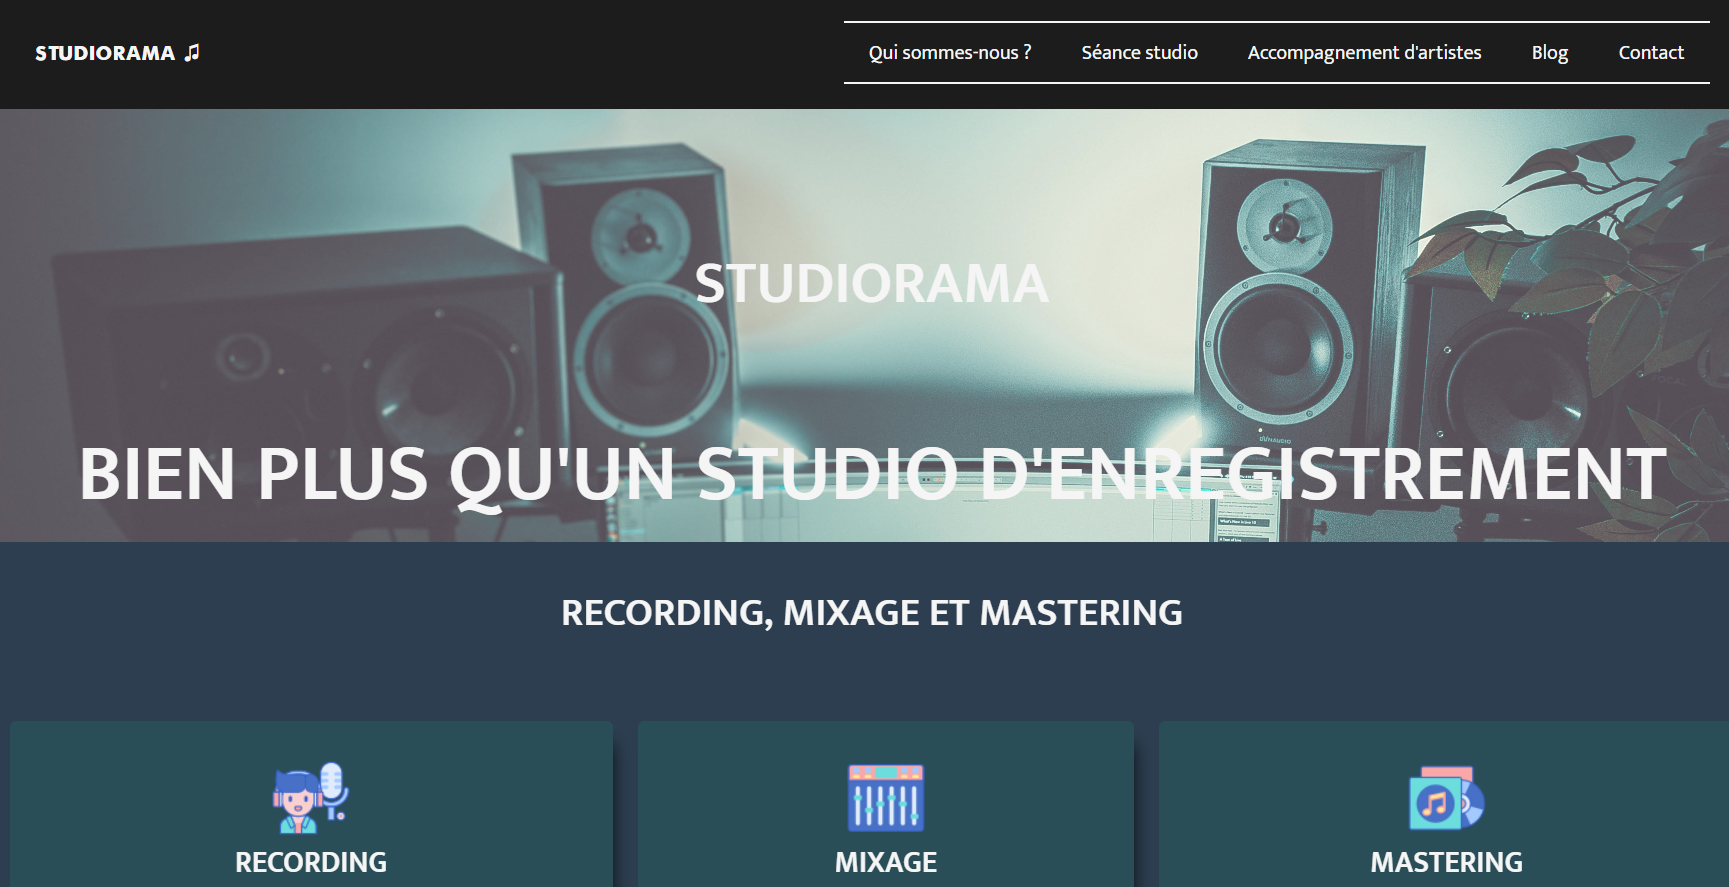 STUDIORAMA ♫
Qui sommes-nous ? Séance studio Accompagnement d'artistes Blog Contact
STUDIORAMA
DYNAUDIO
BIEN PLUS QU'UN STUDIO D'ENREGISTREMENT
RECORDING, MIXAGE ET MASTERING
RECORDING
MIXAGE
MASTERING